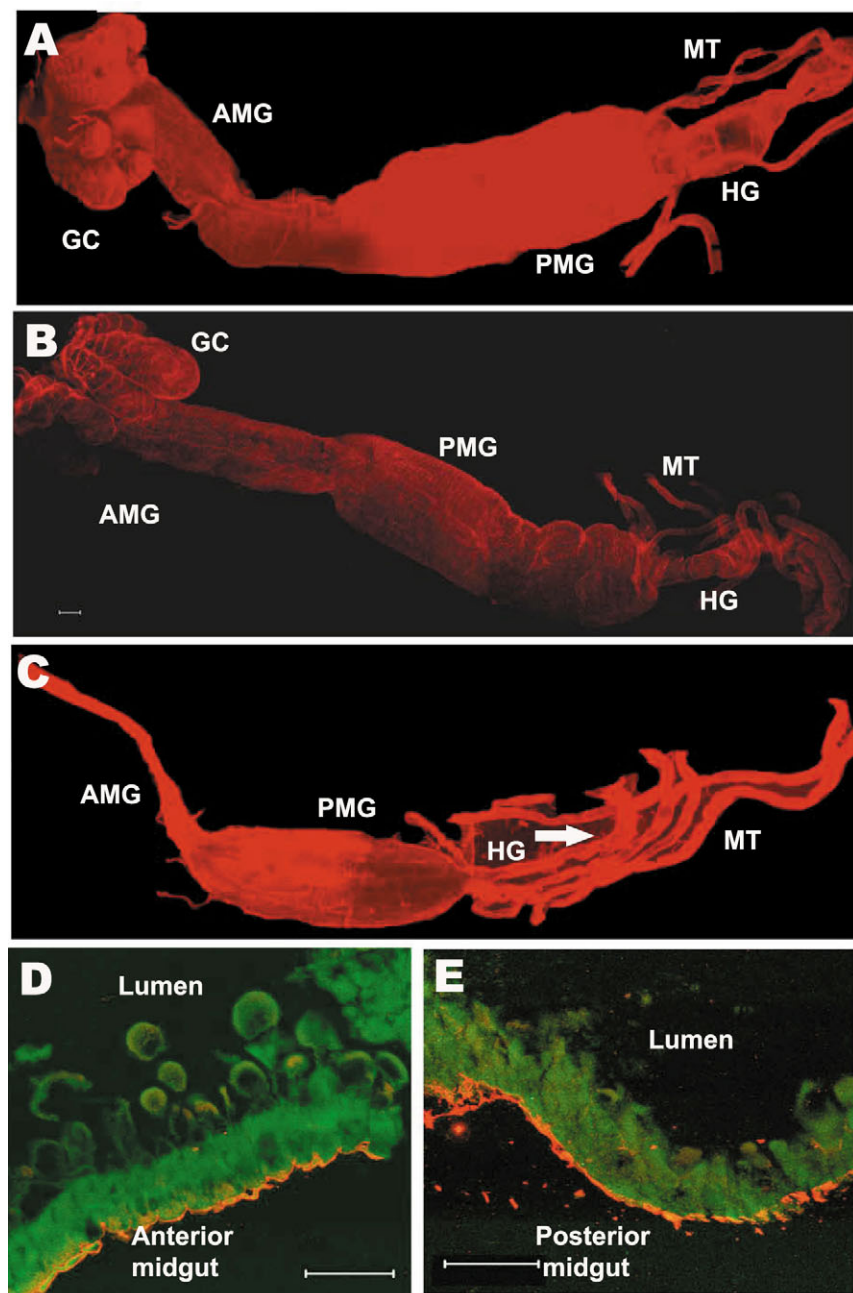 A
MT
AMG
HG
GC
PMG
B
GC
PMG
MT
AMG
HG
C
AMG
PMG
HG
MT
D
Lumen
Anterior
midgut
E
Lumen
Posterior
midgut